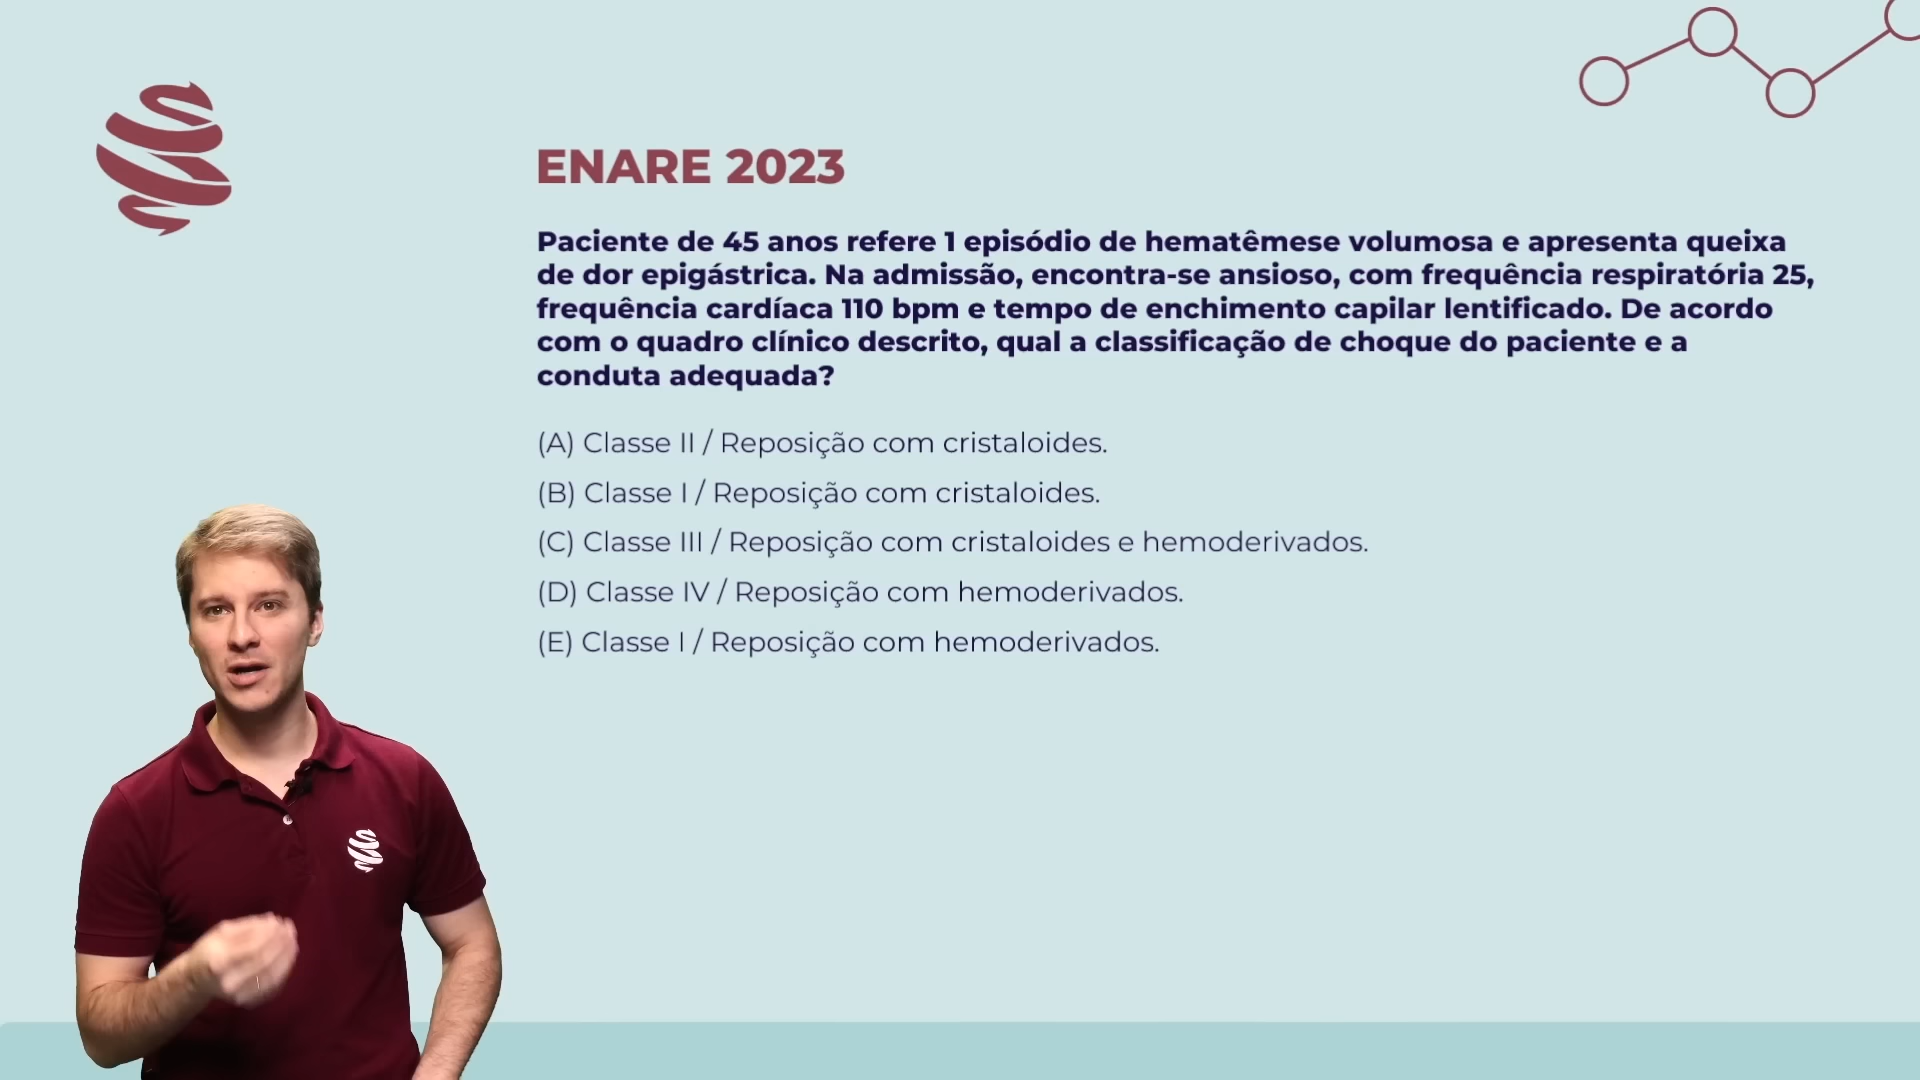 ENARE 2023
Paciente de 45 anos refere 1 episódio de hematêmese volumosa e apresenta queixa
de dor epigástrica. Na admissão, encontra-se ansioso, com frequência respiratória 25,
frequência cardíaca 110 bpm e tempo de enchimento capilar lentificado. De acordo
com o quadro clínico descrito, qual a classificação de choque do paciente e a
conduta adequada?
(A) Classe II / Reposição com cristaloides.
(B) Classe I / Reposição com cristaloides.
(C) Classe III / Reposição com cristaloides e hemoderivados.
(D) Classe IV / Reposição com hemoderivados.
(E) Classe I / Reposição com hemoderivados.